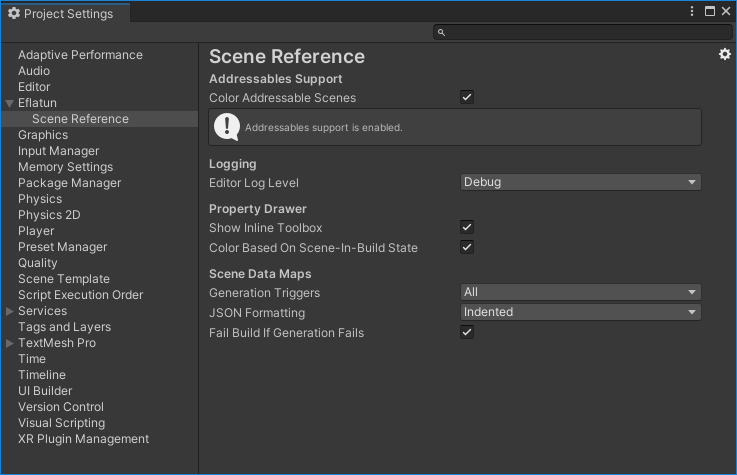 Project Settings
Adaptive Performance
Audio
Editor
Eflatun
Scene Reference
Graphics
Input Manager
Memory Settings
Package Manager
Physics
Physics 2D
Player
Preset Manager
Quality
Scene Template
Script Execution Order
Services
Tags and Layers
TextMesh Pro
Time
Timeline
UI Builder
Version Control
Visual Scripting
XR Plugin Management
Scene Reference
Addressables Support
Color Addressable Scenes
Addressables support is enabled.
Logging
Editor Log Level Debug
Property Drawer
Show Inline Toolbox
Color Based On Scene-In-Build State
Scene Data Maps
Generation Triggers All
JSON Formatting Indented
Fail Build If Generation Fails